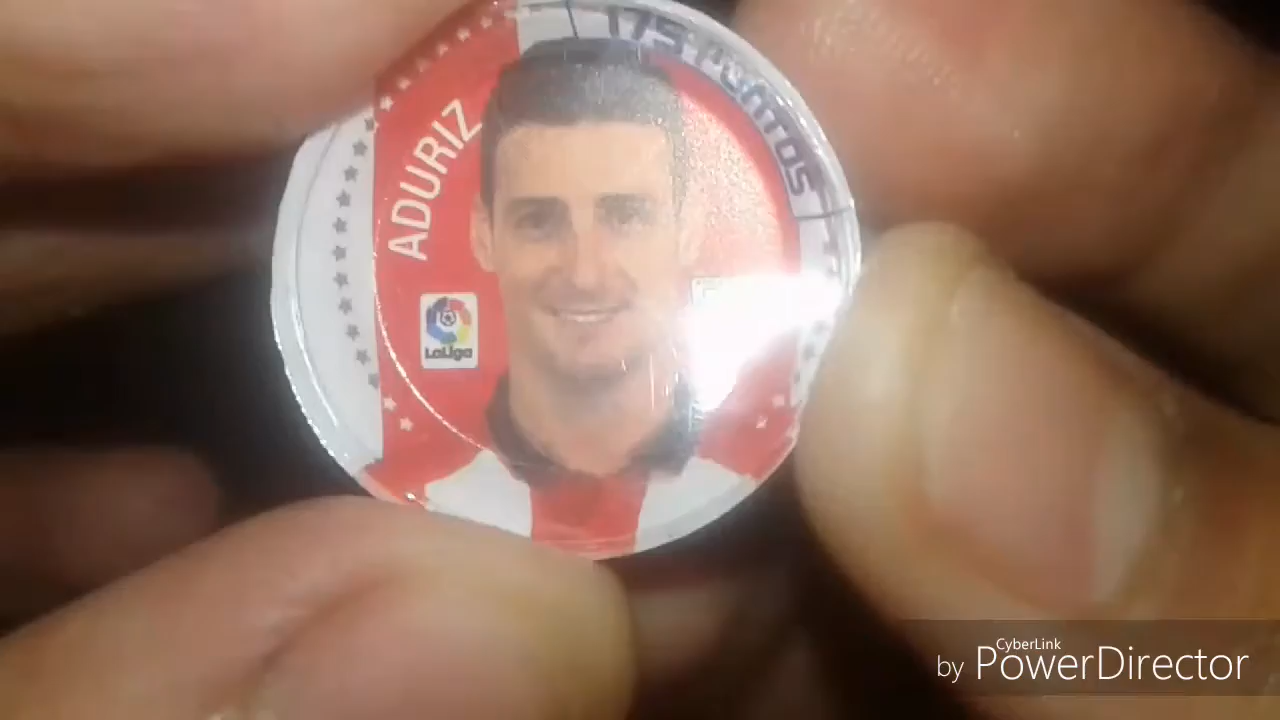 175 PUNTOS
ADURIZ
LaLiga
CyberLink
by PowerDirector